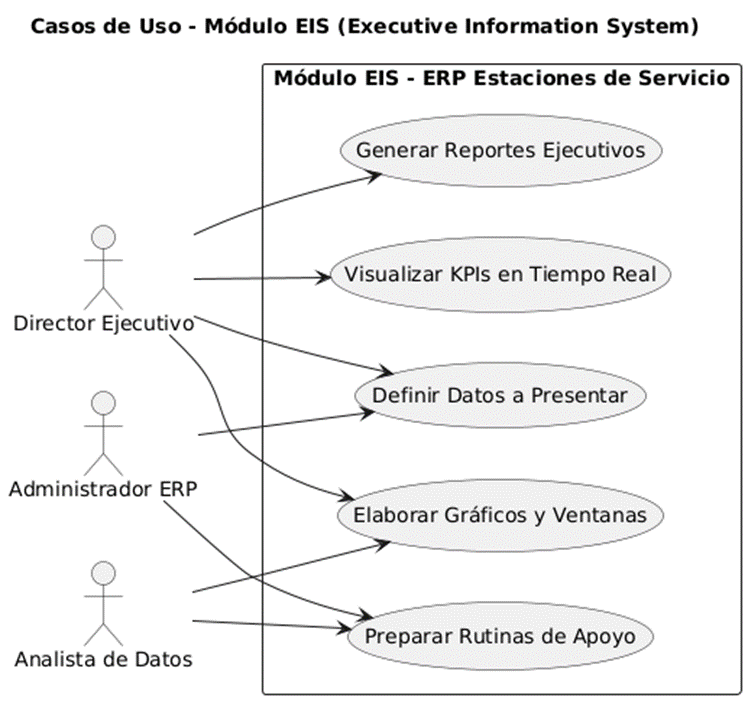 Casos de Uso - Módulo EIS (Executive Information System)
Módulo EIS - ERP Estaciones de Servicio
Generar Reportes Ejecutivos
Visualizar KPIs en Tiempo Real
Director Ejecutivo
Definir Datos a Presentar
Administrador ERP
Elaborar Gráficos y Ventanas
Preparar Rutinas de Apoyo
Analista de Datos